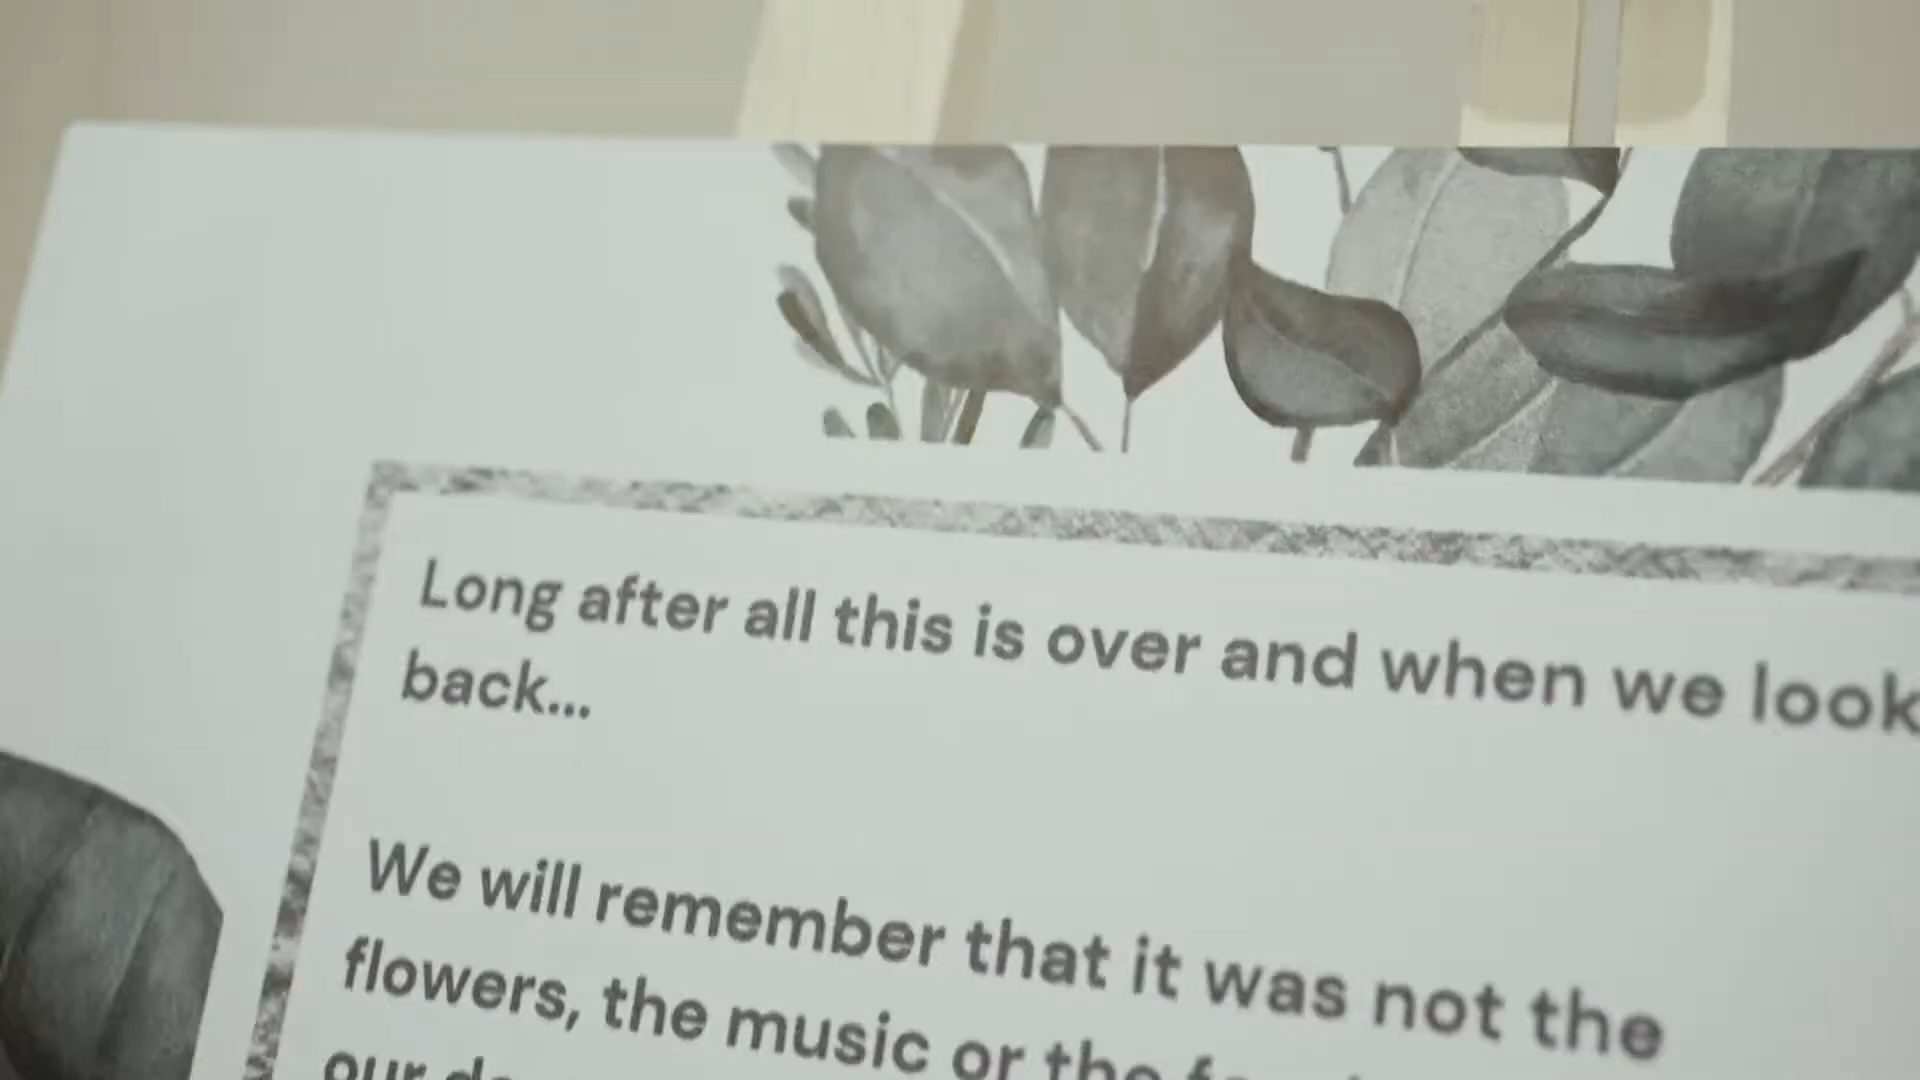 Long after all this is over and when we look
back...
We will remember that it was not the
flowers, the music or the
our